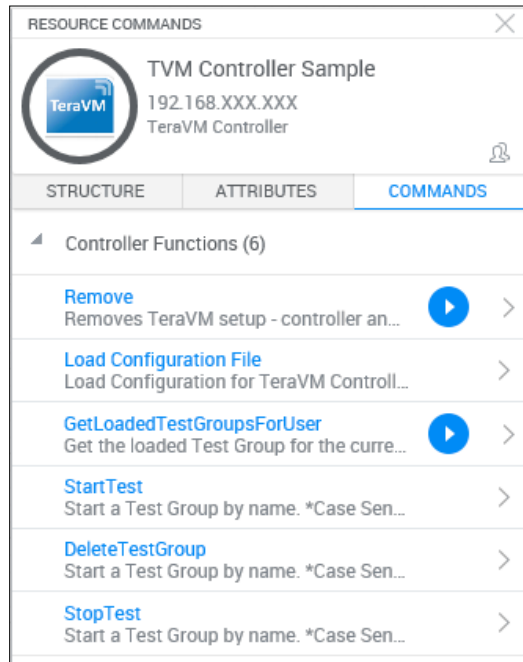 RESOURCE COMMANDS
TeraVM
TVM Controller Sample
192.168.XXX.XXX
TeraVM Controller
STRUCTURE ATTRIBUTES COMMANDS
Controller Functions (6)
Remove
Removes TeraVM setup - controller an...
Load Configuration File
Load Configuration for TeraVM Controll...
GetLoadedTestGroupsForUser
Get the loaded Test Group for the curre...
StartTest
Start a Test Group by name. *Case Sen...
DeleteTestGroup
Start a Test Group by name. *Case Sen...
StopTest
Start a Test Group by name. *Case Sen...